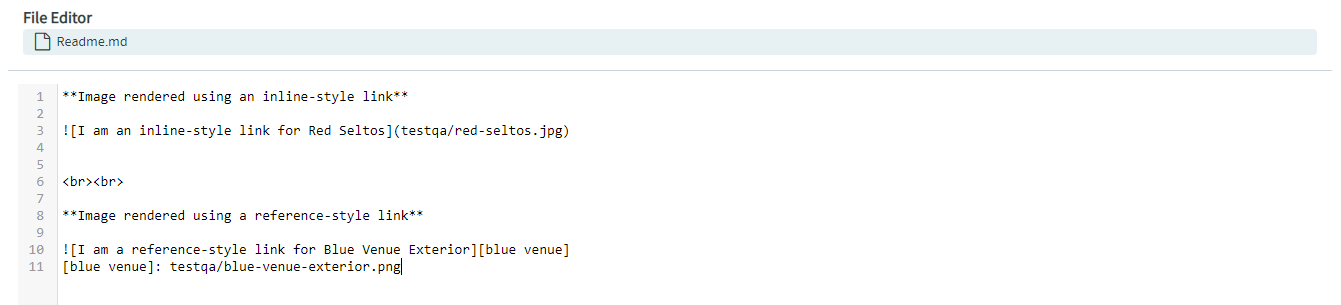 File Editor
Readme.md
1 **Image rendered using an inline-style link**
2
3 ![I am an inline-style link for Red Seltos](testqa/red-seltos.jpg)
4
5
6 <br><br>
7
8 **Image rendered using a reference-style link**
9
10 ![I am a reference-style link for Blue Venue Exterior][blue venue]
11 [blue venue]: testqa/blue-venue-exterior.png